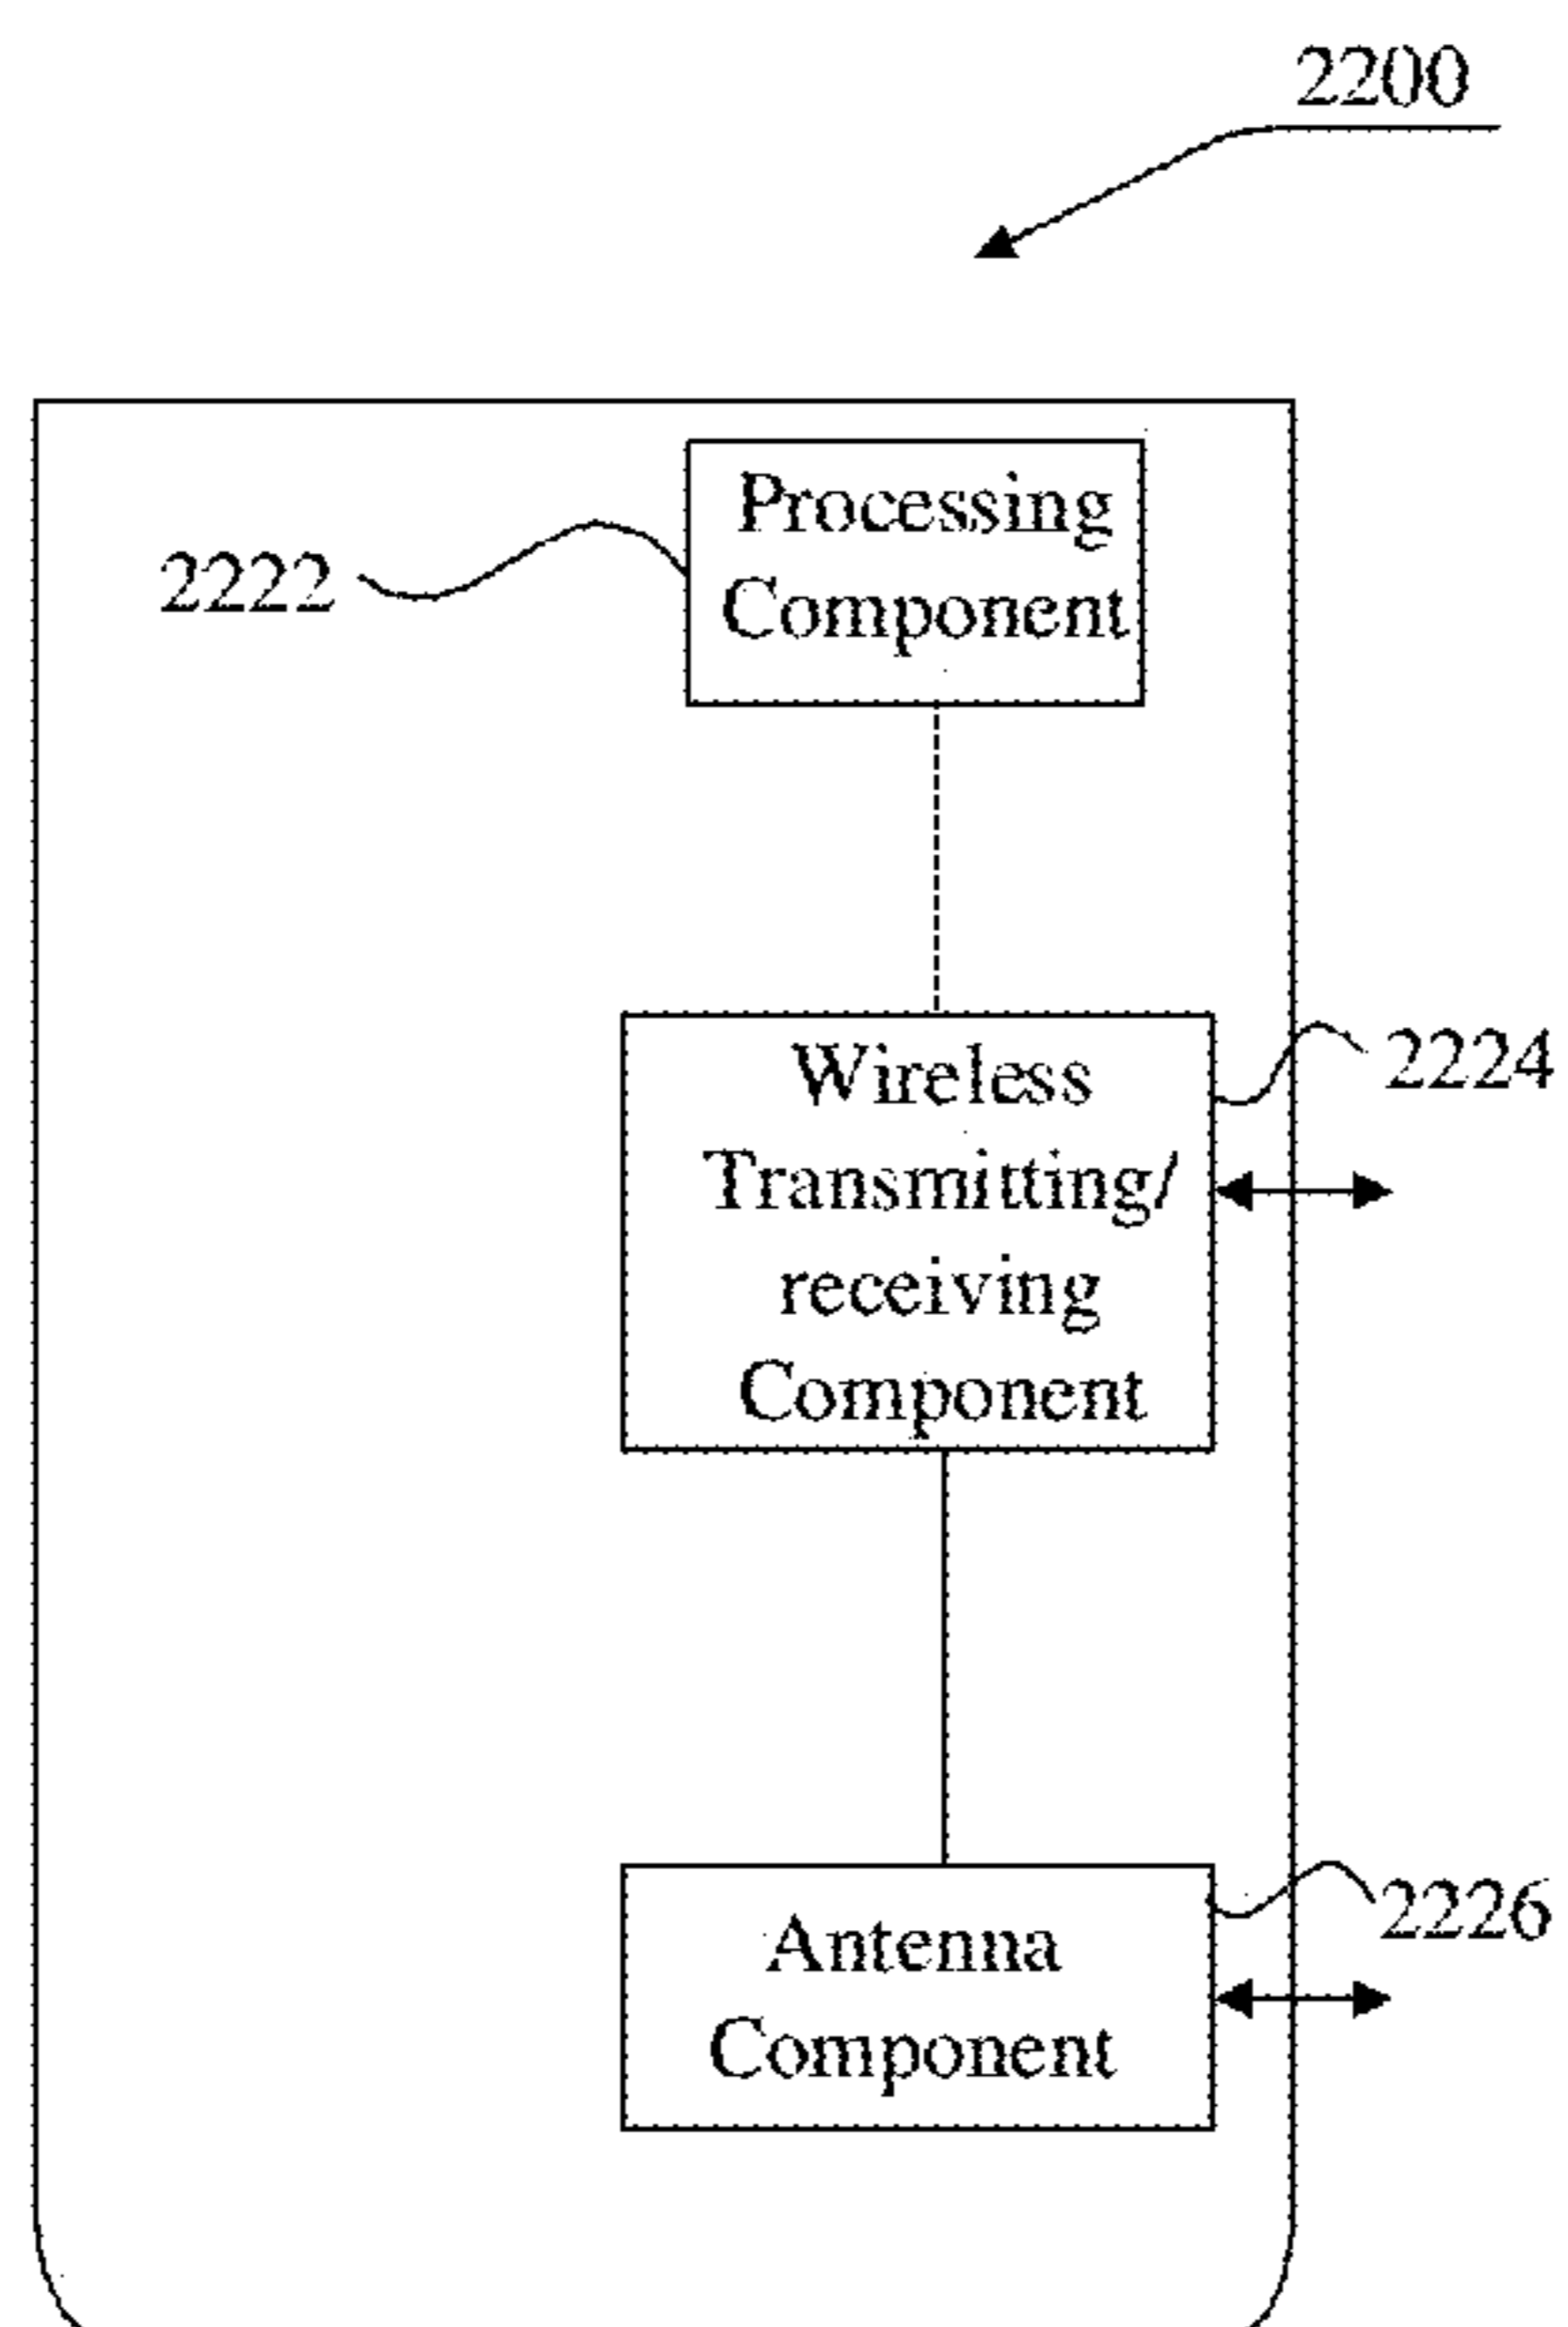 2200
Processing
Component
2222
Wireless
Transmitting/
receiving
Component
2224
Antenna
Component
2226